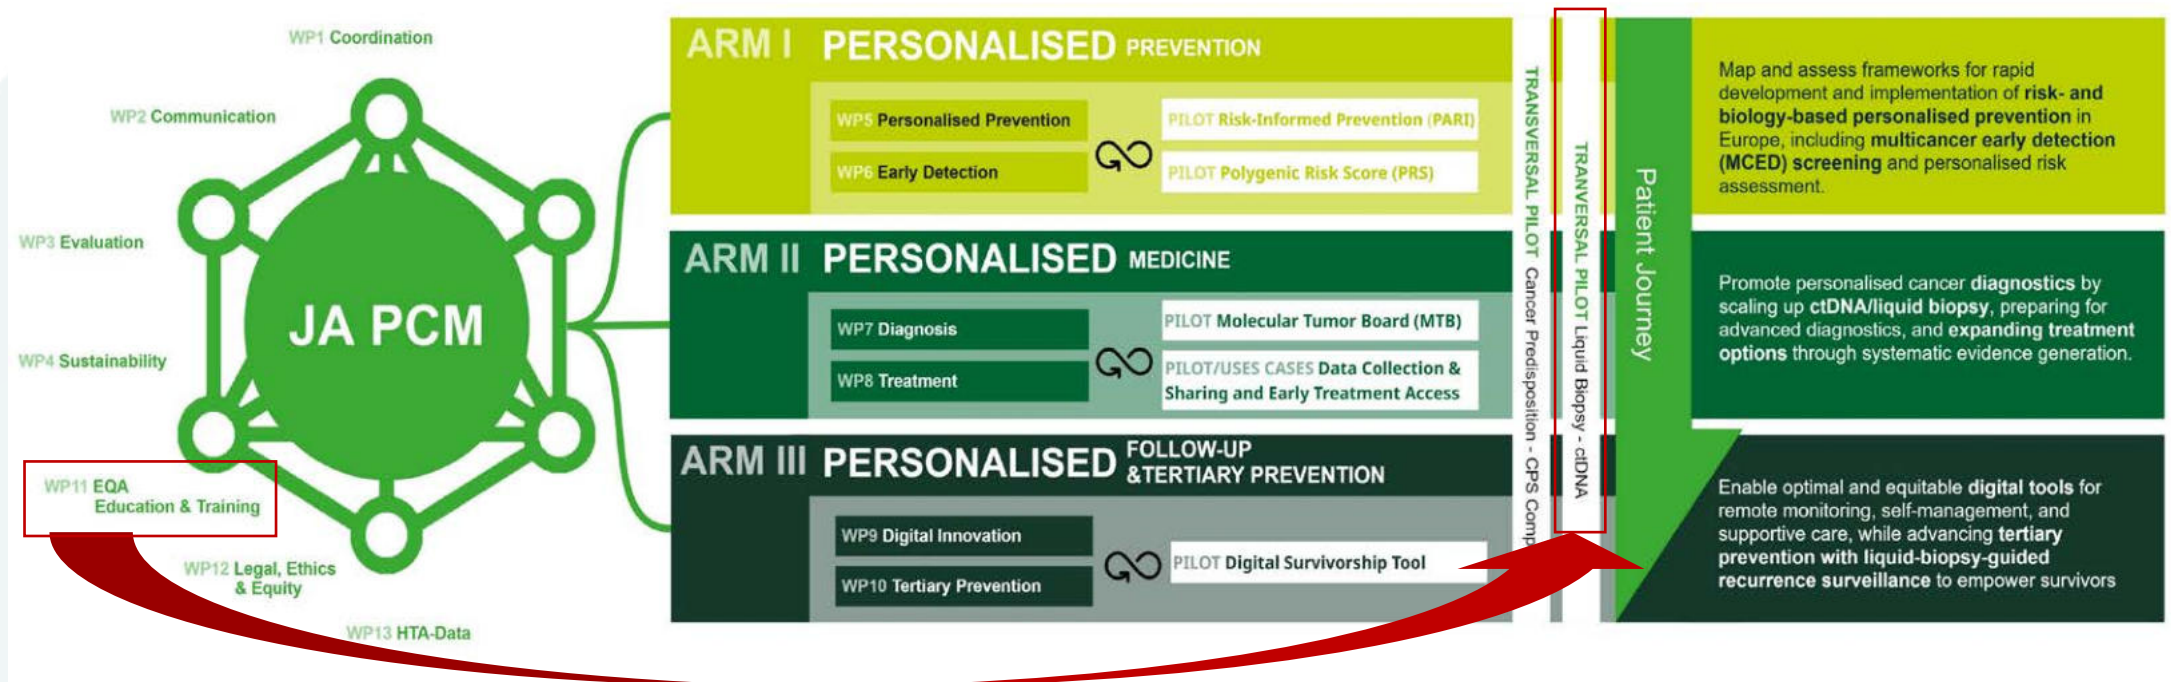 WP1 Coordination
WP2 Communication
WP3 Evaluation
WP4 Sustainability
WP11 EQA
Education & Training
WP12 Legal, Ethics
& Equity
WP13 HTA-Data
JA PCM
ARM I PERSONALISED PREVENTION
WP5 Personalised Prevention
WP6 Early Detection
PILOT Risk-Informed Prevention (PARI)
PILOT Polygenic Risk Score (PRS)
ARM II PERSONALISED MEDICINE
WP7 Diagnosis
WP8 Treatment
PILOT Molecular Tumor Board (MTB)
PILOT/USES CASES Data Collection &
Sharing and Early Treatment Access
ARM III PERSONALISED FOLLOW-UP
&TERTIARY PREVENTION
WP9 Digital Innovation
WP10 Tertiary Prevention
PILOT Digital Survivorship Tool
TRANSVERSAL PILOT Cancer Predisposition - CPS Comp
TRANVERSAL PILOT Liquid Biopsy - ctDNA
Patient Journey
Map and assess frameworks for rapid
development and implementation of risk- and
biology-based personalised prevention in
Europe, including multicancer early detection
(MCED) screening and personalised risk
assessment.
Promote personalised cancer diagnostics by
scaling up ctDNA/liquid biopsy, preparing for
advanced diagnostics, and expanding treatment
options through systematic evidence generation.
Enable optimal and equitable digital tools for
remote monitoring, self-management, and
supportive care, while advancing tertiary
prevention with liquid-biopsy-guided
recurrence surveillance to empower survivors